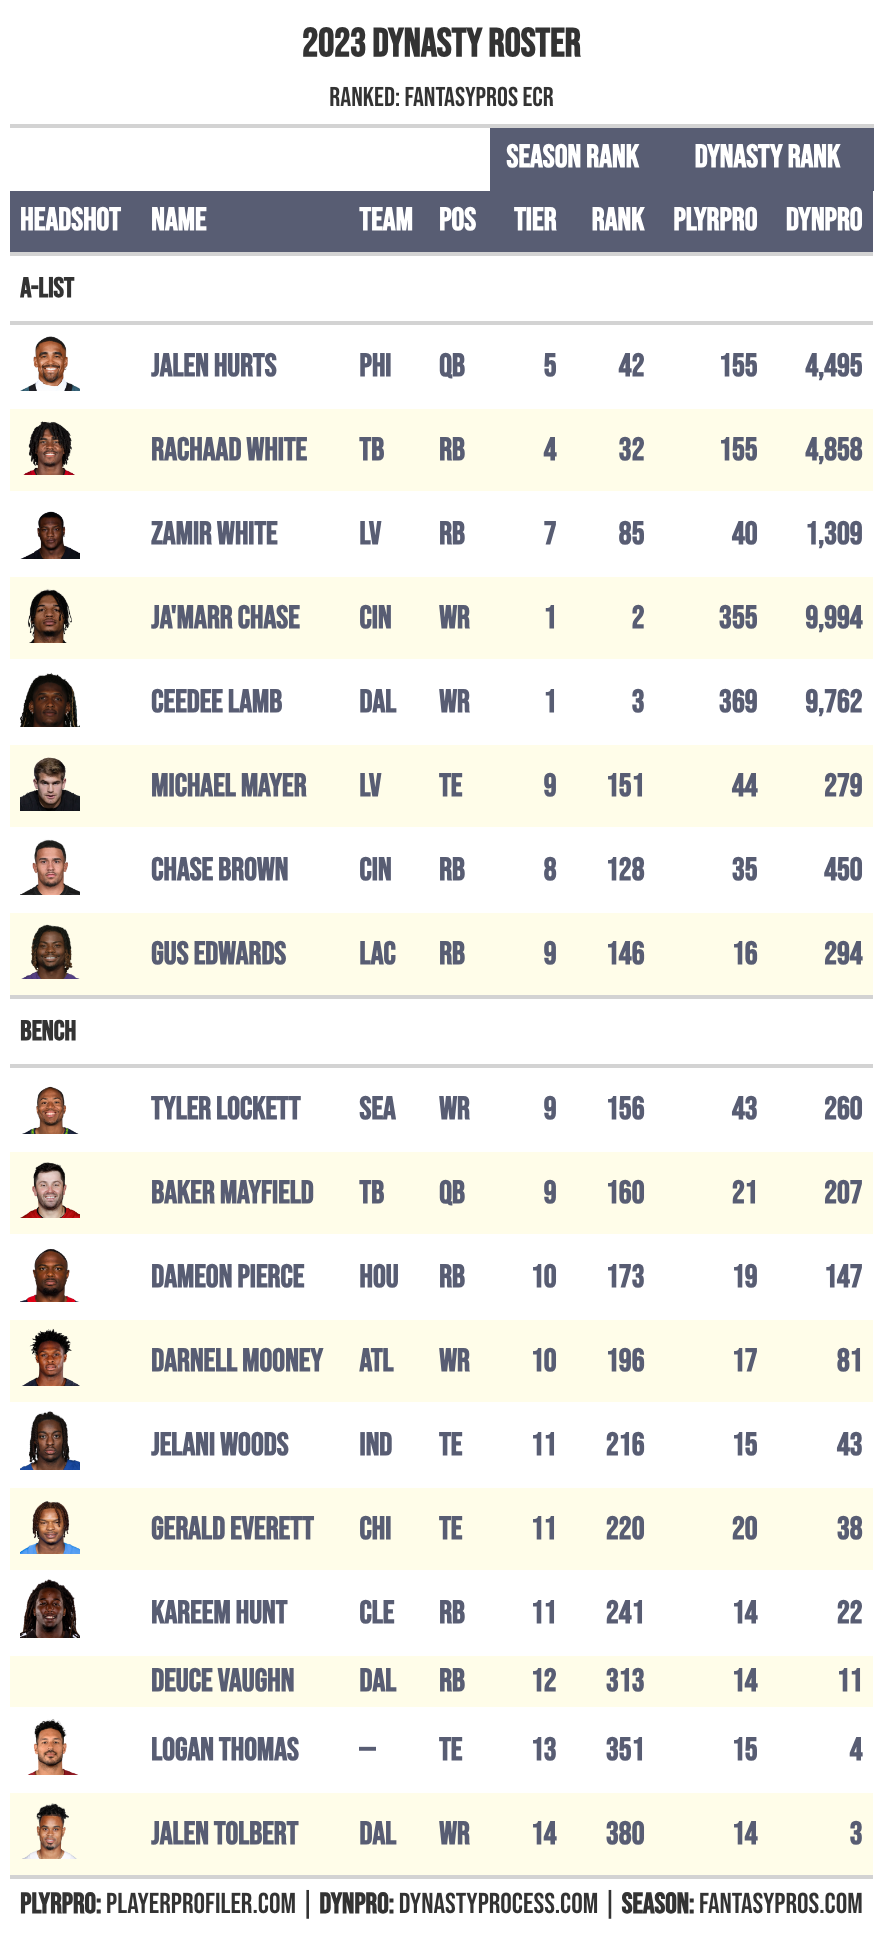 2023 DYNASTY ROSTER
RANKED: FANTASYPROS ECR
SEASON RANK DYNASTY RANK
HEADSHOT NAME TEAM POS TIER RANK PLYRPRO DYNPRO
A-LIST
JALEN HURTS PHI QB 5 42 155 4,495
RACHAAD WHITE TB RB 4 32 155 4,858
ZAMIR WHITE LV RB 7 85 40 1,309
JA'MARR CHASE CIN WR 1 2 355 9,994
CEEDEE LAMB DAL WR 1 3 369 9,762
MICHAEL MAYER LV TE 9 151 44 279
CHASE BROWN CIN RB 8 128 35 450
GUS EDWARDS LAC RB 9 146 16 294
BENCH
TYLER LOCKETT SEA WR 9 156 43 260
BAKER MAYFIELD TB QB 9 160 21 207
DAMEON PIERCE HOU RB 10 173 19 147
DARNELL MOONEY ATL WR 10 196 17 81
JELANI WOODS IND TE 11 216 15 43
GERALD EVERETT CHI TE 11 220 20 38
KAREEM HUNT CLE RB 11 241 14 22
DEUCE VAUGHN DAL RB 12 313 14 11
LOGAN THOMAS — TE 13 351 15 4
JALEN TOLBERT DAL WR 14 380 14 3
PLYRPRO: PLAYERPROFILER.COM | DYNPRO: DYNASTYPROCESS.COM | SEASON: FANTASYPROS.COM